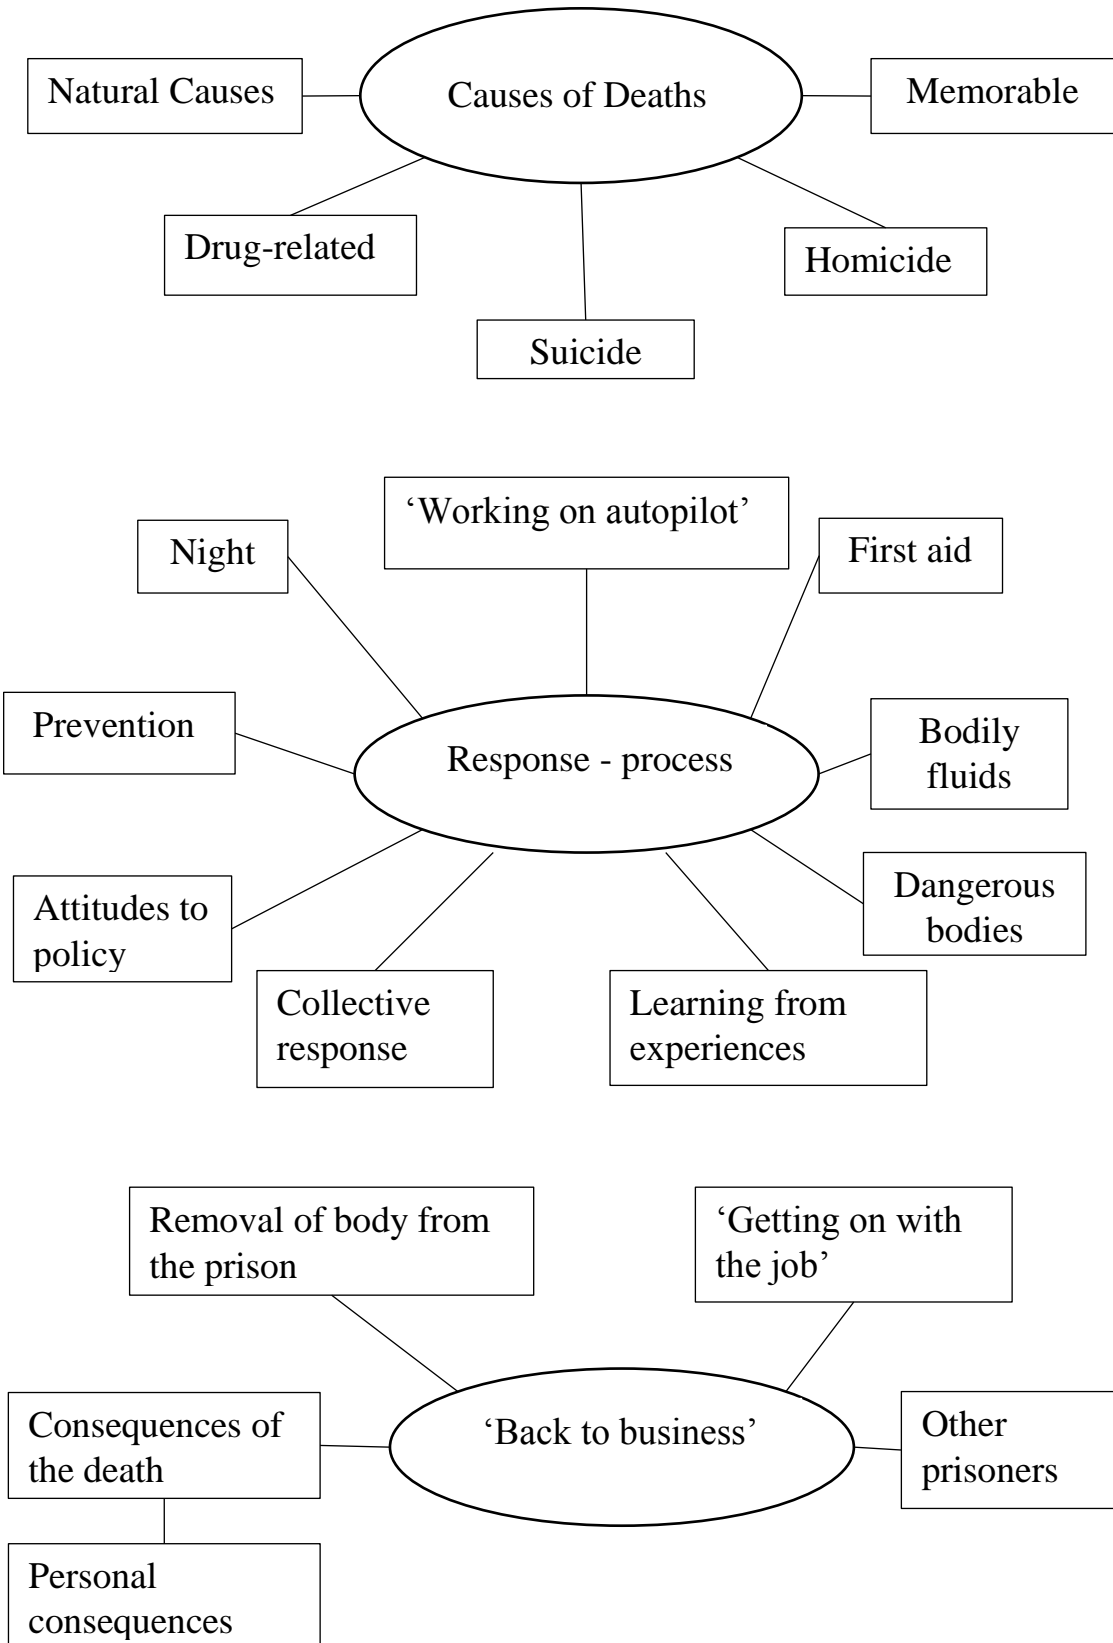 Natural Causes
Causes of Deaths
Memorable
Drug-related
Homicide
Suicide
‘Working on autopilot’
Night
First aid
Prevention
Response - process
Bodily
fluids
Attitudes to
policy
Dangerous
bodies
Collective
response
Learning from
experiences
Removal of body from
the prison
‘Getting on with
the job’
Consequences of
the death
‘Back to business’
Other
prisoners
Personal
consequences